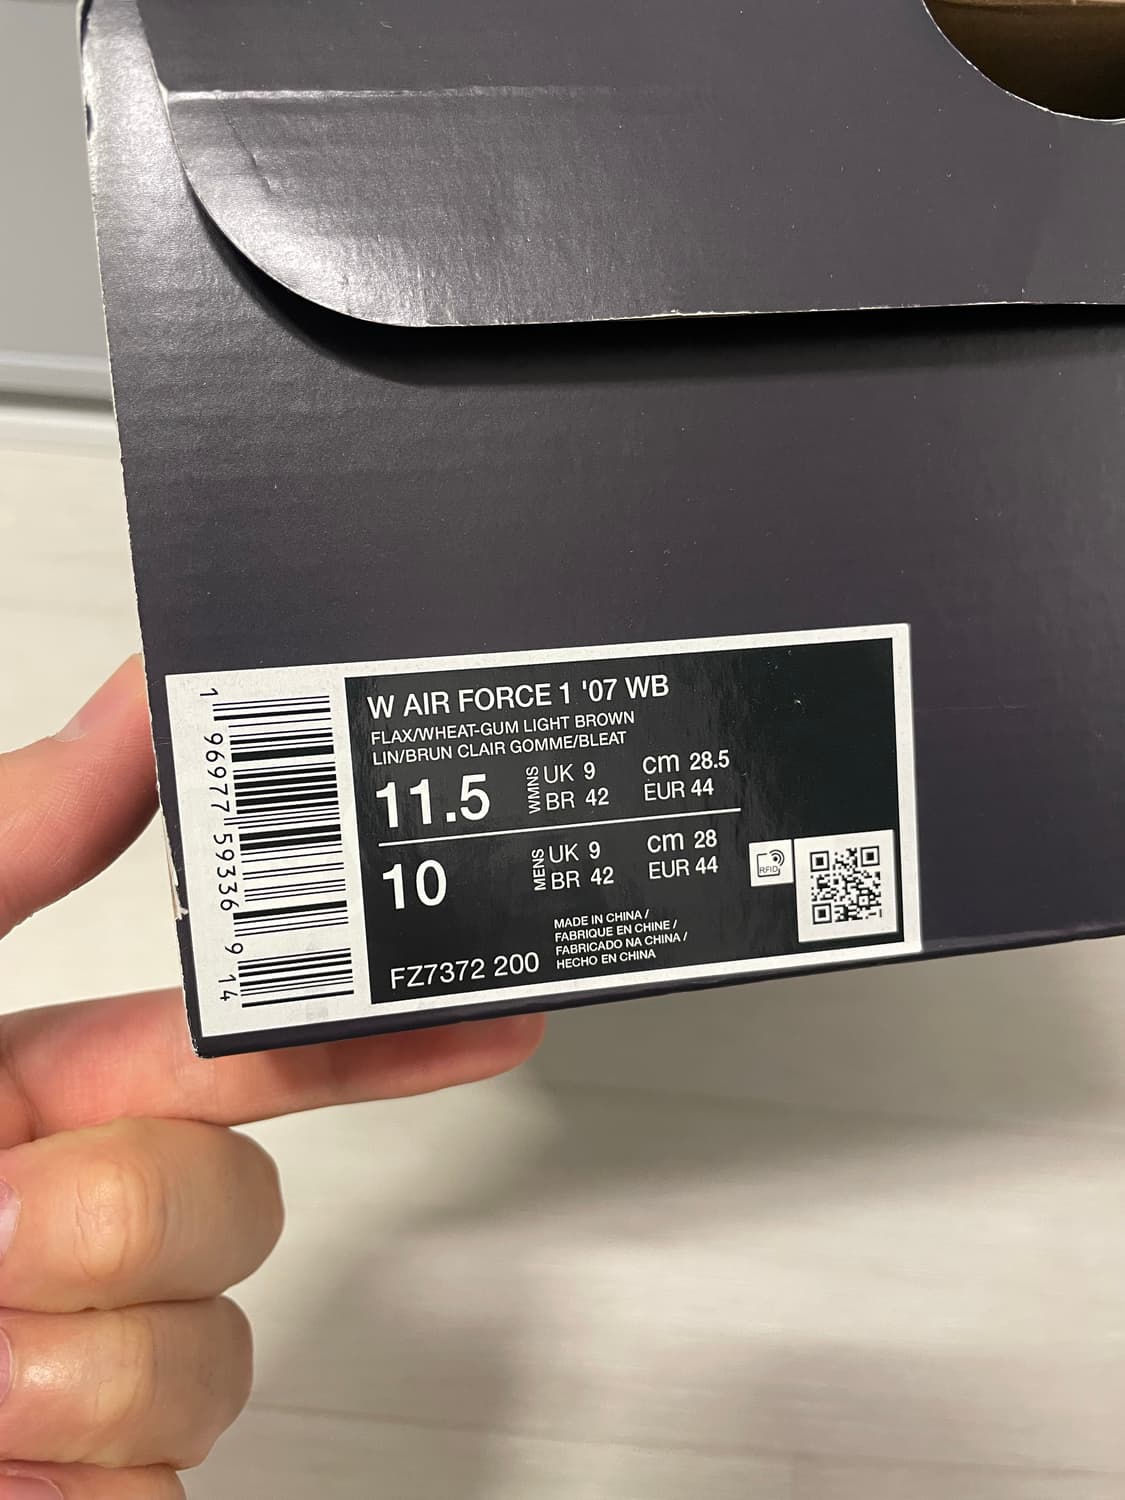 W AIR FORCE 1 '07 WB
FLAX/WHEAT-GUM LIGHT BROWN
LIN/BRUN CLAIR GOMME/BLEAT
11.5 WMNS UK 9 cm 28.5
BR 42 EUR 44
10 MENS UK 9 cm 28
BR 42 EUR 44
RFID
MADE IN CHINA /
FABRIQUE EN CHINE /
FABRICADO NA CHINA /
HECHO EN CHINA
FZ7372 200
1 96977 59336 9 14